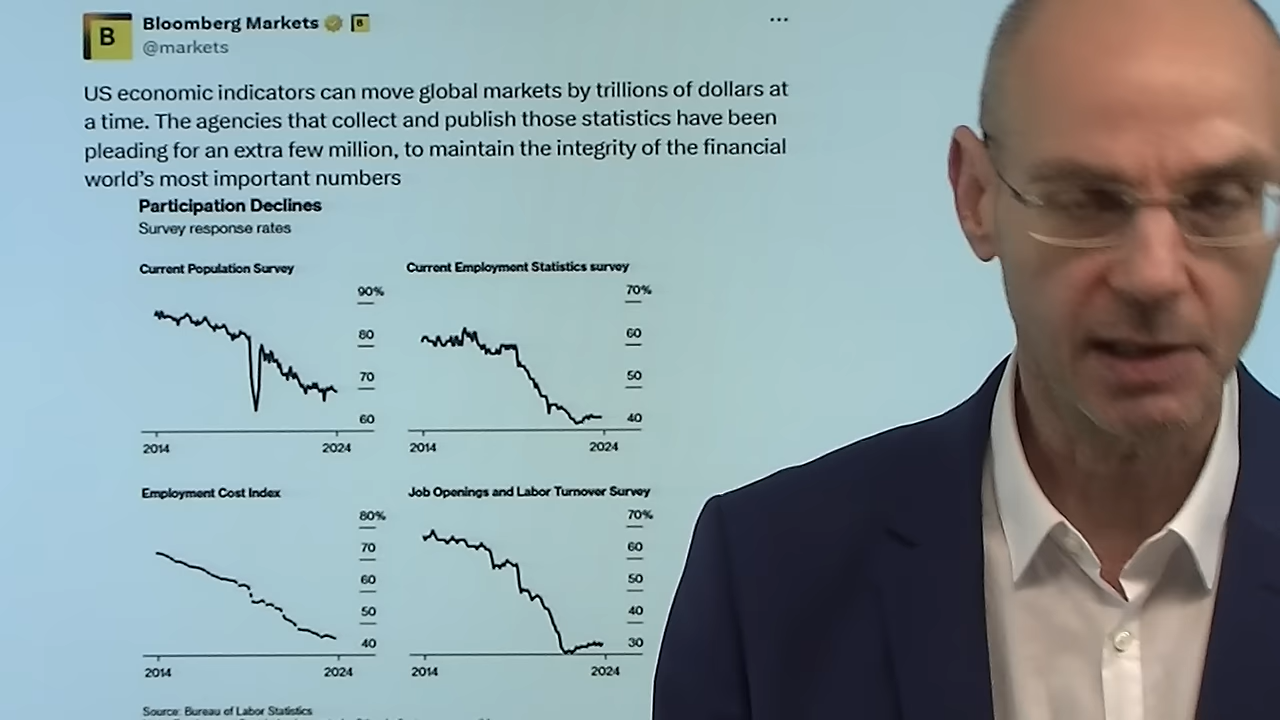 B
Bloomberg Markets B
@markets
...
US economic indicators can move global markets by trillions of dollars at
a time. The agencies that collect and publish those statistics have been
pleading for an extra few million, to maintain the integrity of the financial
world's most important numbers
Participation Declines
Survey response rates
Current Population Survey
90%
80
70
60
2014 2024
Current Employment Statistics survey
70%
60
50
40
2014 2024
Employment Cost Index
80%
70
60
50
40
2014 2024
Job Openings and Labor Turnover Survey
70%
60
50
40
30
2014 2024
Source: Bureau of Labor Statistics